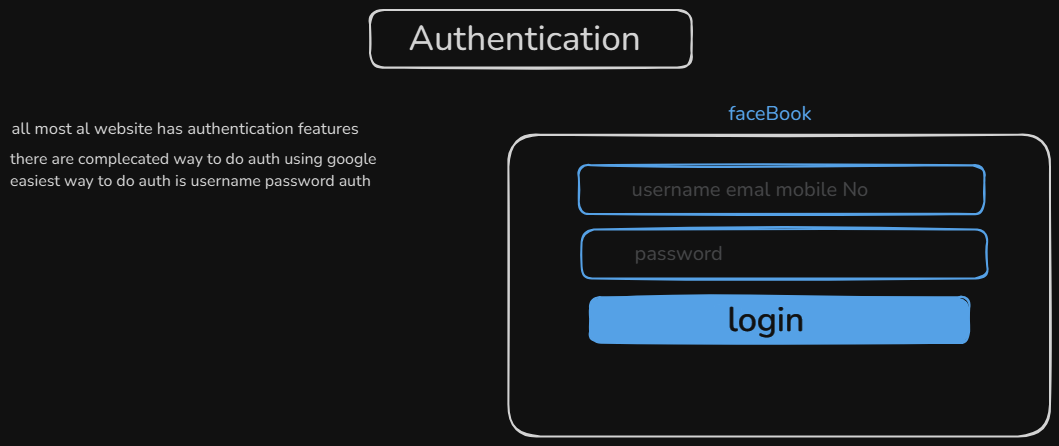 Authentication
all most al website has authentication features
there are complecated way to do auth using google
easiest way to do auth is username password auth
faceBook
username emal mobile No
password
login